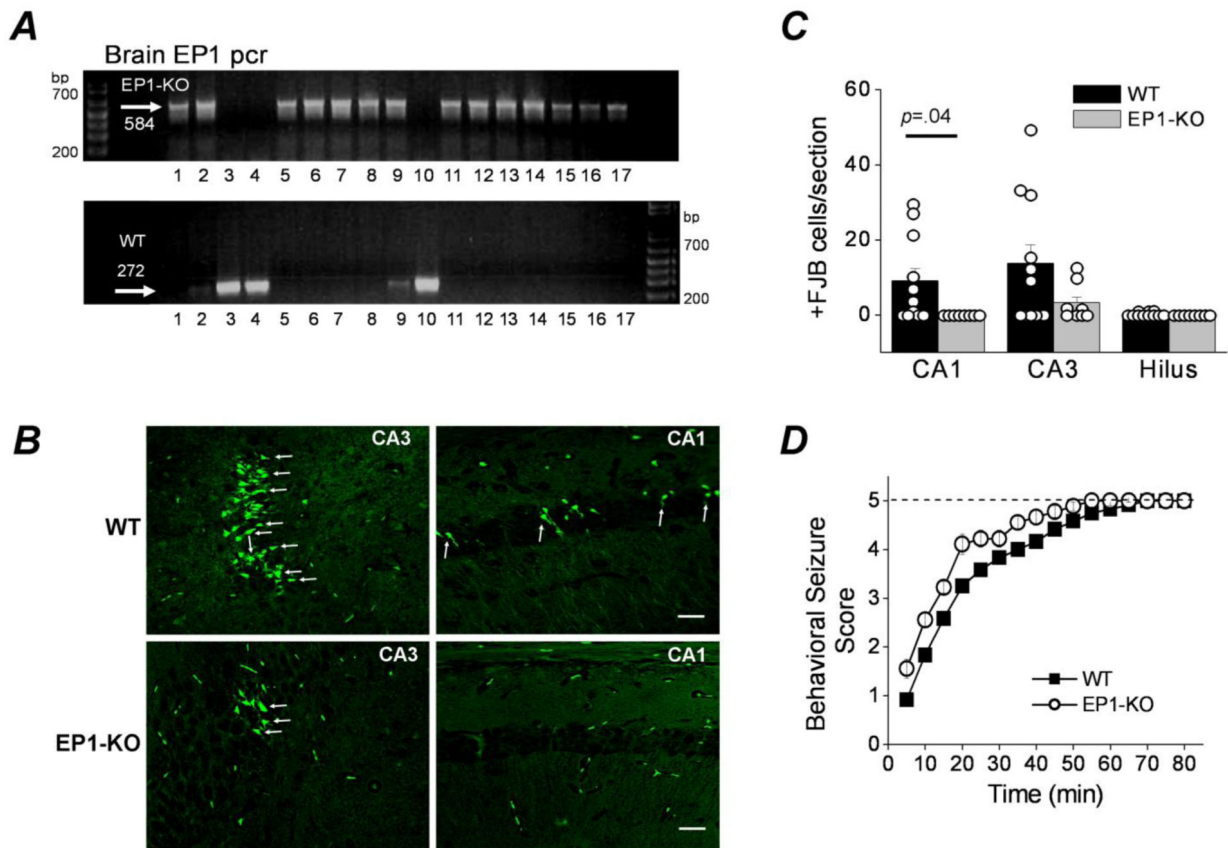 A
Brain EP1 pcr
bp
EP1-KO
700
584
200
1 2 3 4 5 6 7 8 9 10 11 12 13 14 15 16 17
WT
bp
700
272
200
1 2 3 4 5 6 7 8 9 10 11 12 13 14 15 16 17
B
CA3
CA1
WT
CA3
CA1
EP1-KO
C
WT
EP1-KO
p=.04
60
40
20
0
+FJB cells/section
CA1 CA3 Hilus
D
5
4
3
2
1
0
Behavioral Seizure
Score
WT
EP1-KO
0 10 20 30 40 50 60 70 80
Time (min)